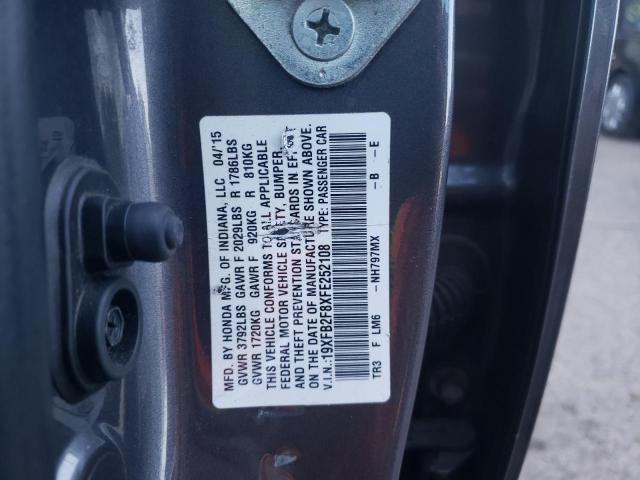 MFD. BY HONDA MFG. OF INDIANA, LLC 04/'15
GVWR 3792LBS GAWR F 2029LBS R 1786LBS
GVWR 1720KG GAWR F 920KG R 810KG
THIS VEHICLE CONFORMS TO ALL APPLICABLE
FEDERAL MOTOR VEHICLE SAFETY, BUMPER,
AND THEFT PREVENTION STANDARDS IN EFFECT
ON THE DATE OF MANUFACTURE SHOWN ABOVE.
V.I.N.:19XFB2F8XFE252108 TYPE: PASSENGER CAR
TR3 F LM6 -NH797MX -B -E